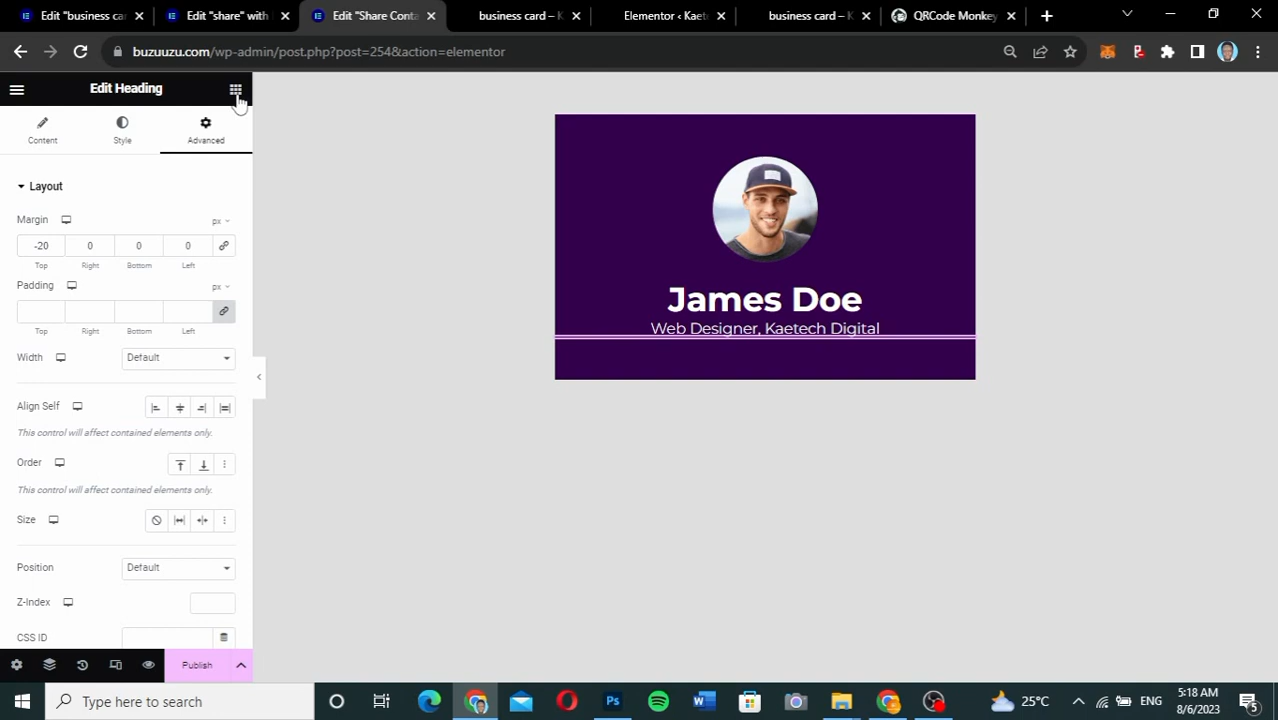 Edit "business car
Edit "share" with
Edit "Share Conta
business card – K
Elementor ‹ Kaet
business card – K
QRCode Monkey
buzuuzu.com/wp-admin/post.php?post=254&action=elementor
Edit Heading
Content
Style
Advanced
Layout
Margin
px
-20
0
0
0
Top
Right
Bottom
Left
Padding
px
Top
Right
Bottom
Left
Width
Default
Align Self
This control will affect contained elements only.
Order
This control will affect contained elements only.
Size
Position
Default
Z-Index
CSS ID
Publish
James Doe
Web Designer, Kaetech Digital
Type here to search
Ps
25°C
ENG
5:18 AM
8/6/2023
5